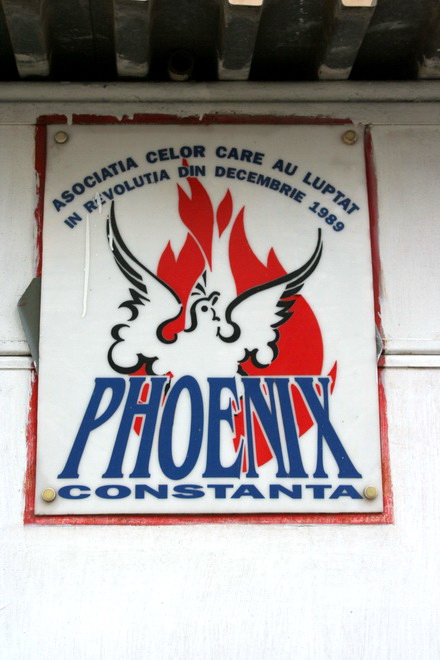 ASOCIATIA CELOR CARE AU LUPTAT
IN REVOLUTIA DIN DECEMBRIE 1989
PHOENIX
CONSTANTA